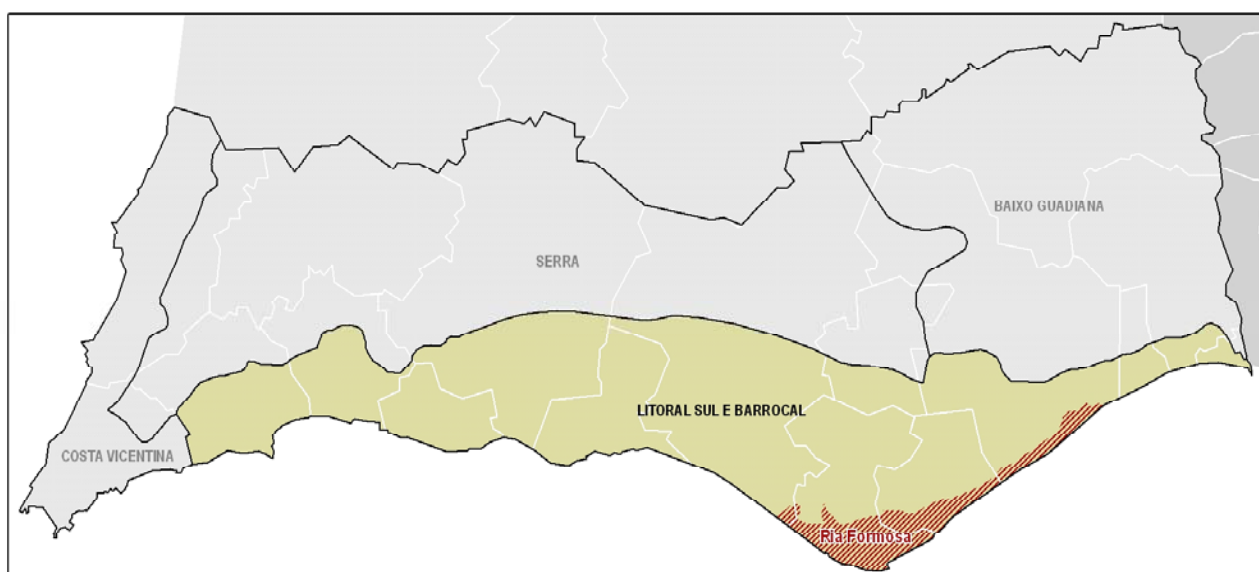 BAIXO GUADIANA
SERRA
LITORAL SUL E BARROCAL
COSTA VICENTINA
Ria Formosa